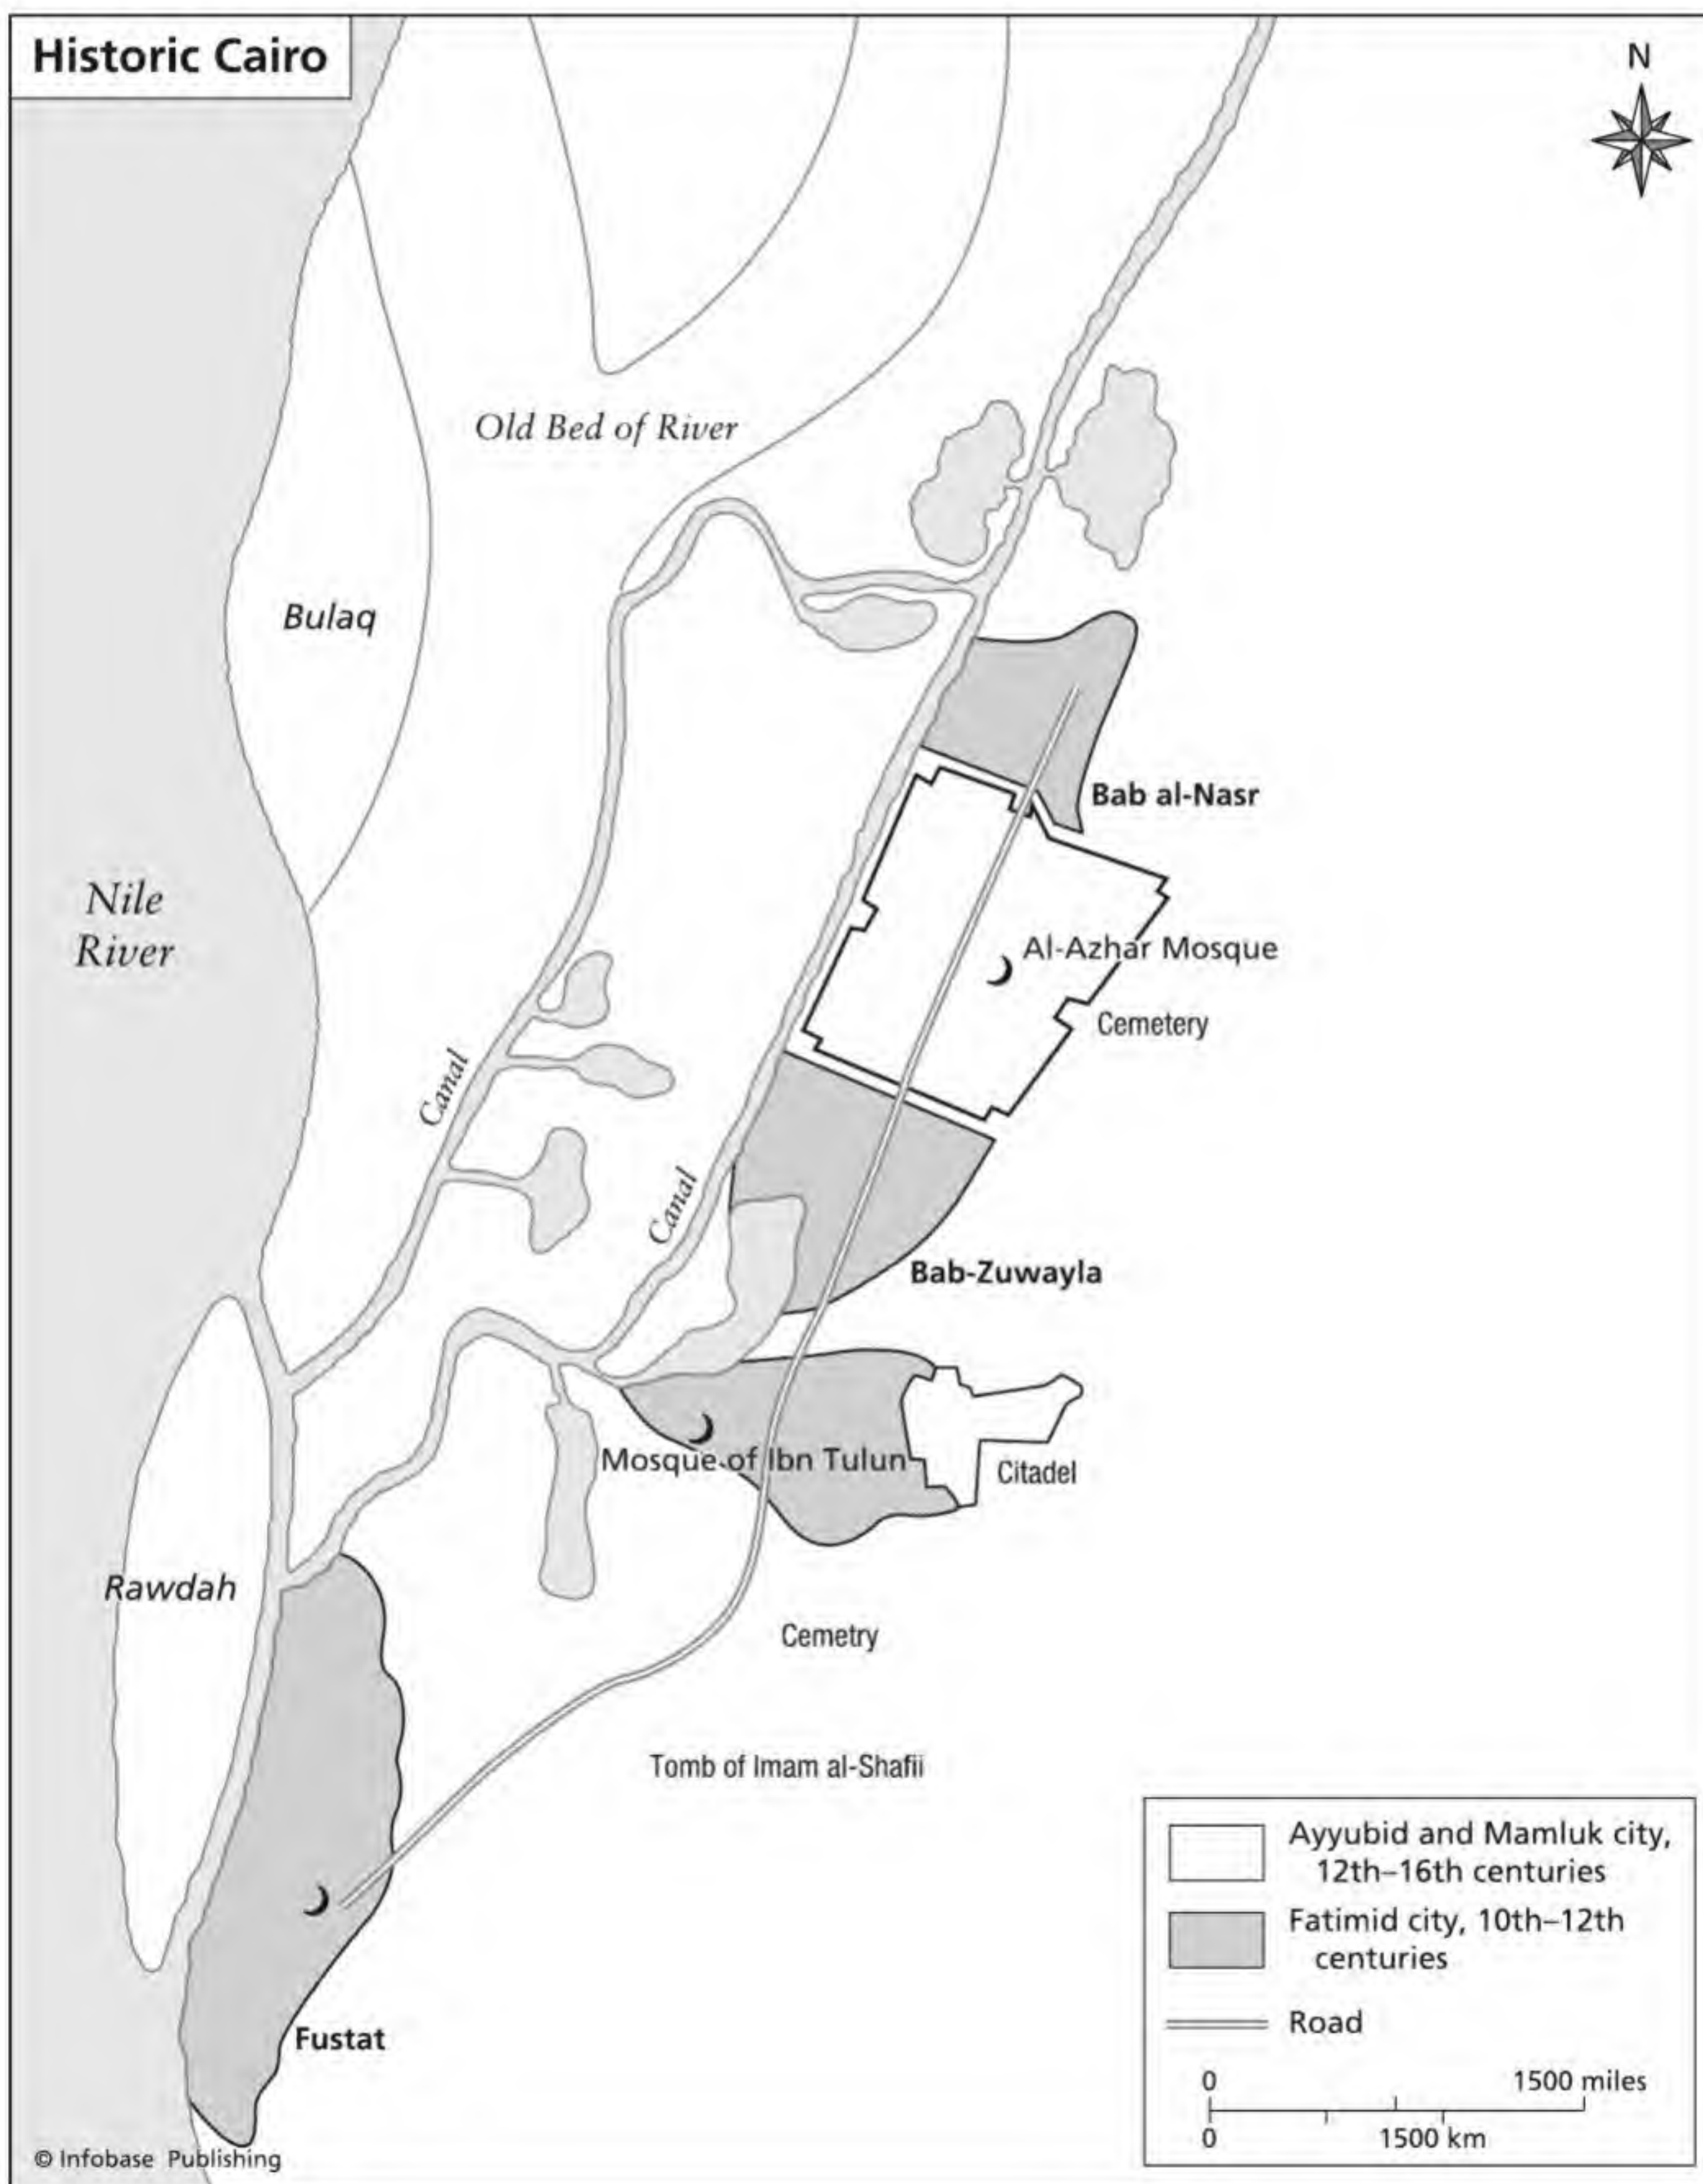 Historic Cairo
N
Old Bed of River
Bulaq
Bab al-Nasr
Nile
River
Al-Azhar Mosque
Cemetery
Canal
Canal
Bab-Zuwayla
Mosque of Ibn Tulun
Citadel
Rawdah
Cemetry
Tomb of Imam al-Shafii
Fustat
Ayyubid and Mamluk city,
12th–16th centuries
Fatimid city, 10th–12th
centuries
Road
0 1500 miles
0 1500 km
© Infobase Publishing